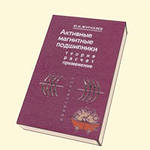 Активные
магнитные
подшипники
теория
расчет
применение